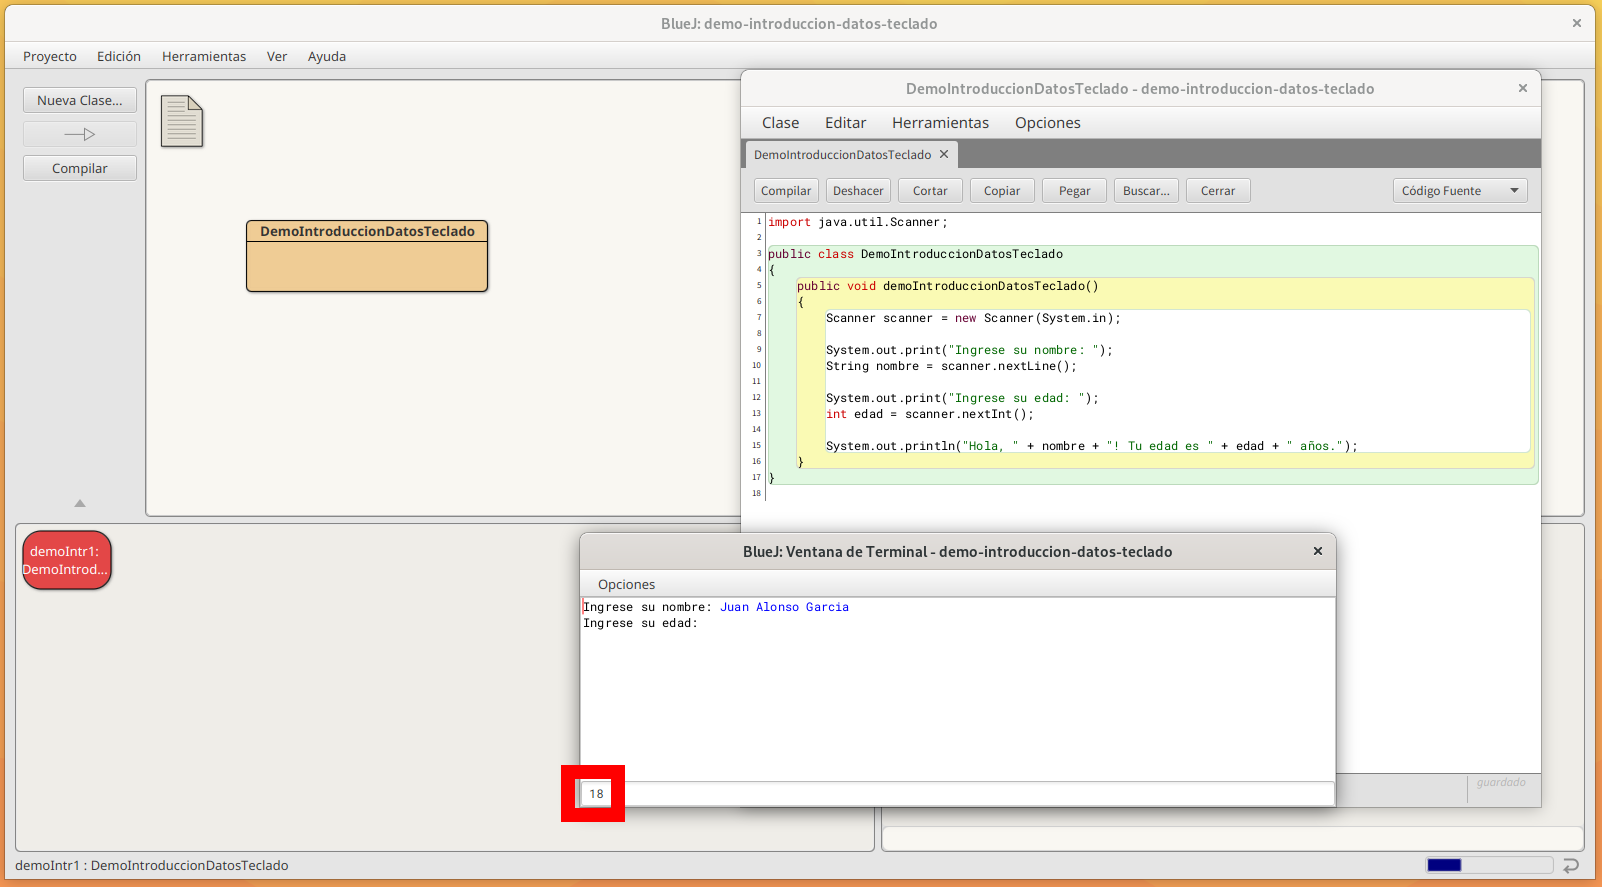 BlueJ: demo-introduccion-datos-teclado
Proyecto Edición Herramientas Ver Ayuda
Nueva Clase...
Compilar
DemoIntroduccionDatosTeclado
DemoIntroduccionDatosTeclado - demo-introduccion-datos-teclado
Clase Editar Herramientas Opciones
DemoIntroduccionDatosTeclado
Compilar Deshacer Cortar Copiar Pegar Buscar... Cerrar Código Fuente
1 import java.util.Scanner;
2
3 public class DemoIntroduccionDatosTeclado
4 {
5 public void demoIntroduccionDatosTeclado()
6 {
7 Scanner scanner = new Scanner(System.in);
8
9 System.out.print("Ingrese su nombre: ");
10 String nombre = scanner.nextLine();
11
12 System.out.print("Ingrese su edad: ");
13 int edad = scanner.nextInt();
14
15 System.out.println("Hola, " + nombre + "! Tu edad es " + edad + " años.");
16 }
17 }
18
guardado
demoIntr1:
DemoIntrod...
BlueJ: Ventana de Terminal - demo-introduccion-datos-teclado
Opciones
Ingrese su nombre: Juan Alonso Garcia
Ingrese su edad:
18
demoIntr1 : DemoIntroduccionDatosTeclado